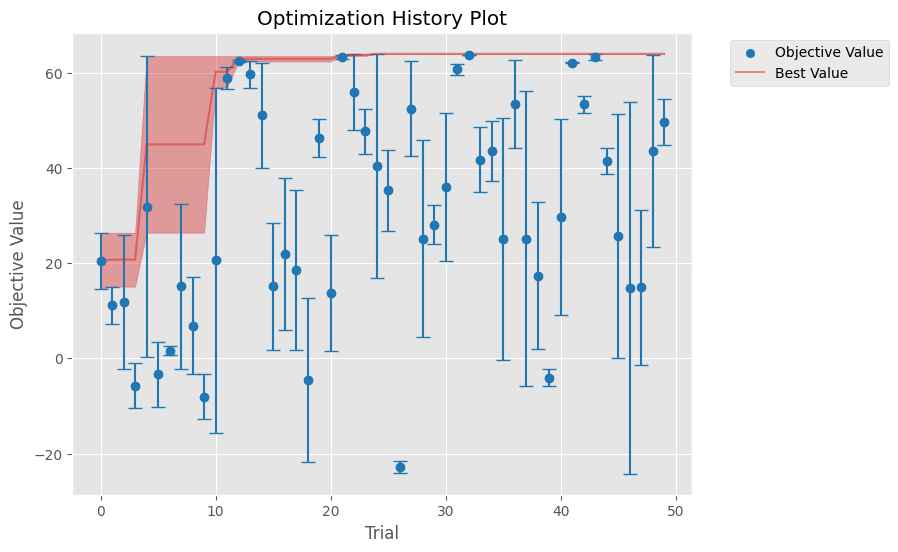 Optimization History Plot
Objective Value
Best Value
Objective Value
60
40
20
0
−20
0 10 20 30 40 50
Trial